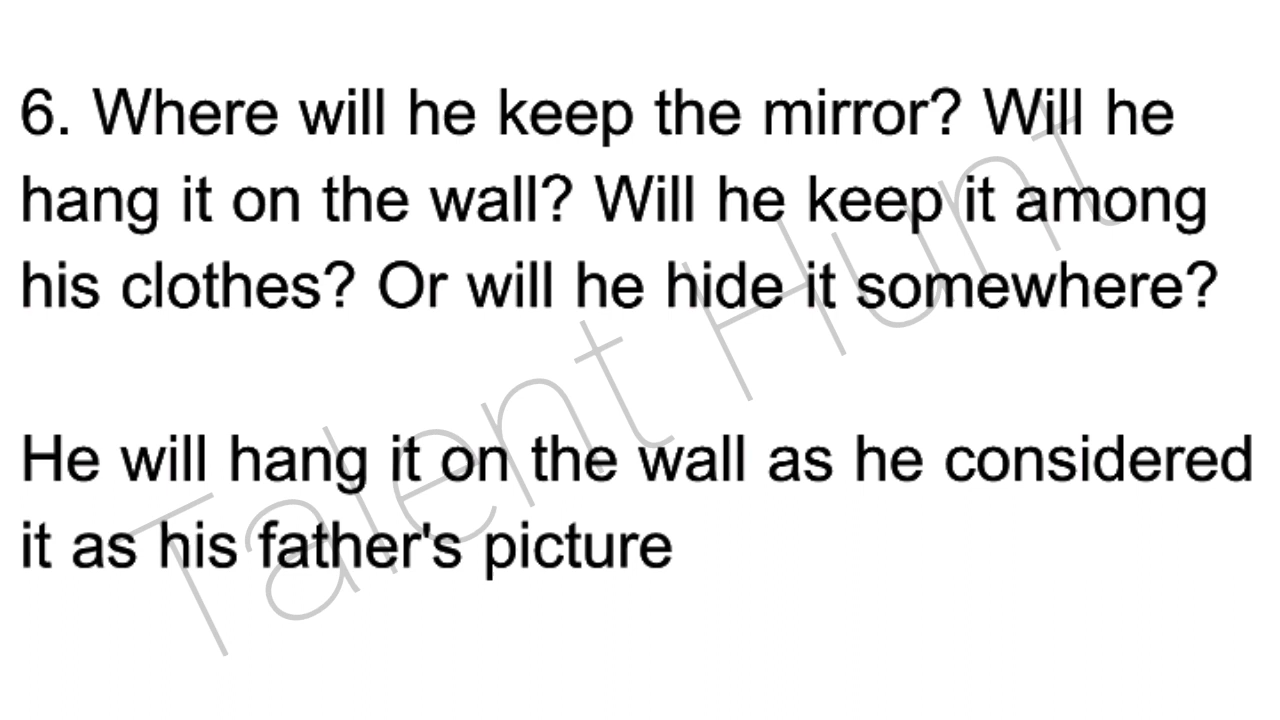 6. Where will he keep the mirror? Will he
hang it on the wall? Will he keep it among
his clothes? Or will he hide it somewhere?
He will hang it on the wall as he considered
it as his father's picture
Talent Hunt